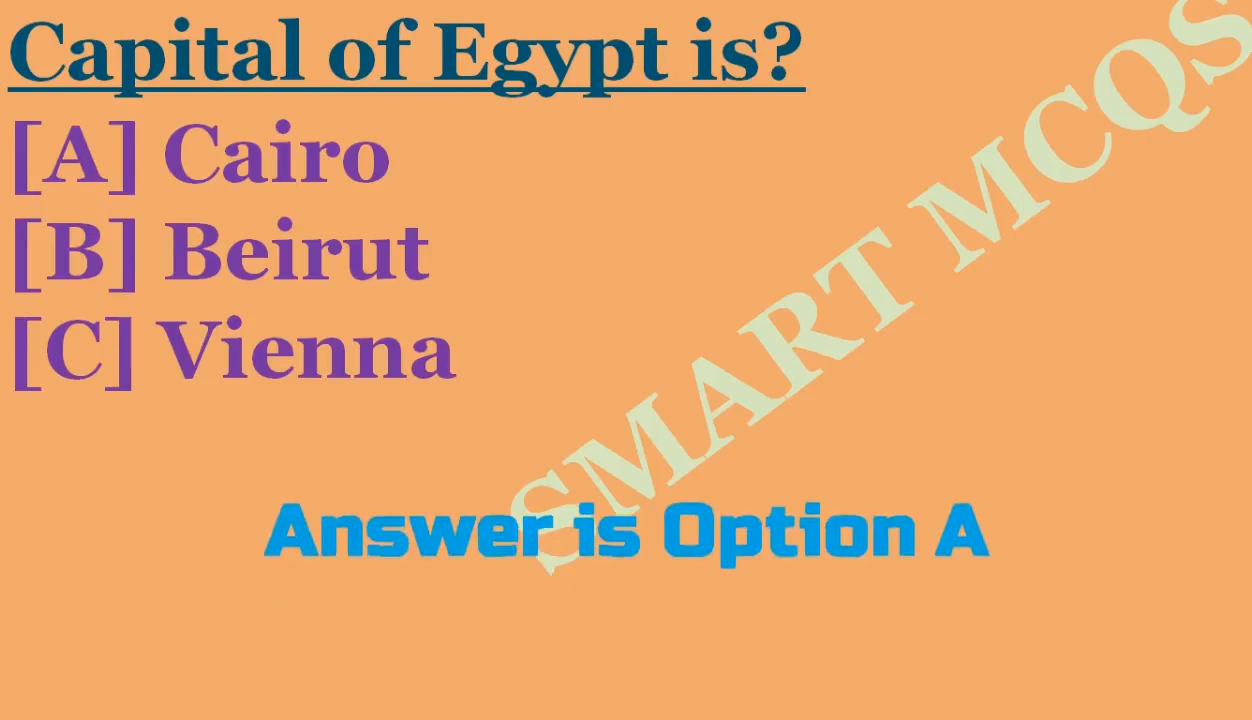 Capital of Egypt is?
[A] Cairo
[B] Beirut
[C] Vienna
SMART MCQS
Answer is Option A